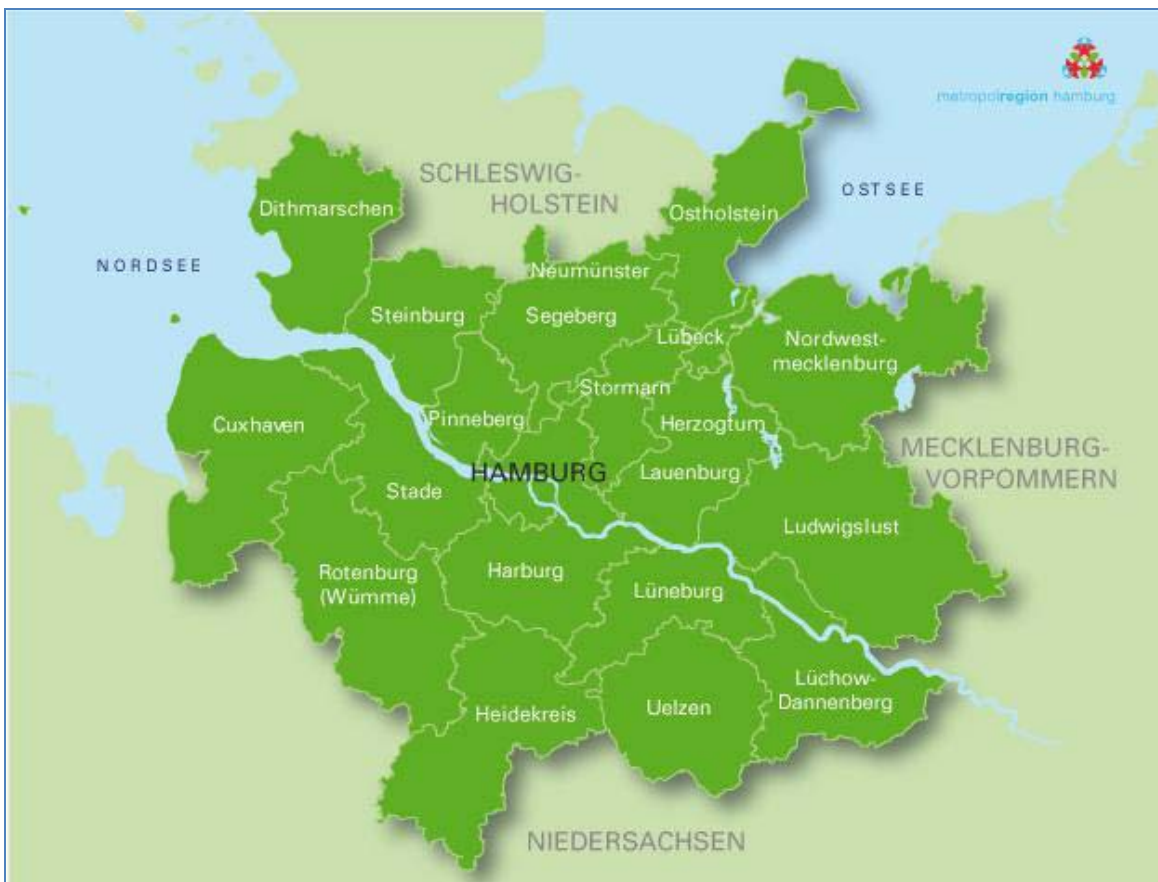 metropolregion hamburg
SCHLESWIG-
HOLSTEIN
OSTSEE
Dithmarschen
Ostholstein
NORDSEE
Neumünster
Steinburg
Segeberg
Lübeck
Nordwest-
mecklenburg
Stormarn
Pinneberg
Cuxhaven
Herzogtum
Lauenburg
MECKLENBURG-
VORPOMMERN
HAMBURG
Stade
Ludwigslust
Rotenburg
(Wümme)
Harburg
Lüneburg
Lüchow-
Dannenberg
Heidekreis
Uelzen
NIEDERSACHSEN